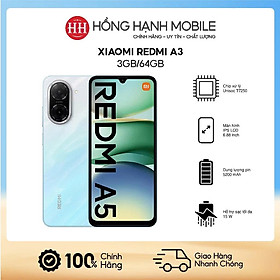 HH
HỒNG HẠNH MOBILE
CHÍNH HÃNG - UY TÍN - CHẤT LƯỢNG
XIAOMI REDMI A3
3GB/64GB
REDMI
REDMI A5
Chip xử lý
Unisoc T7250
Màn hình
IPS LCD
6.88 inch
Dung lượng pin
5200 mAh
Hỗ trợ sạc tối đa
15 W
100%
Chính
Hãng
Giao Hàng
Nhanh Chóng